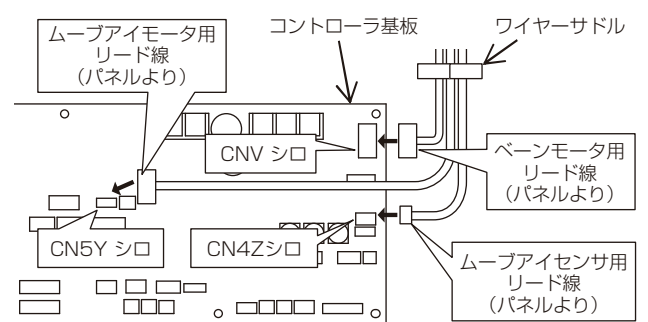 ムーブアイモータ用
リード線
（パネルより）
コントローラ基板
ワイヤーサドル
CNV シロ
ベーンモータ用
リード線
（パネルより）
CN5Y シロ
CN4Zシロ
ムーブアイセンサ用
リード線
（パネルより）